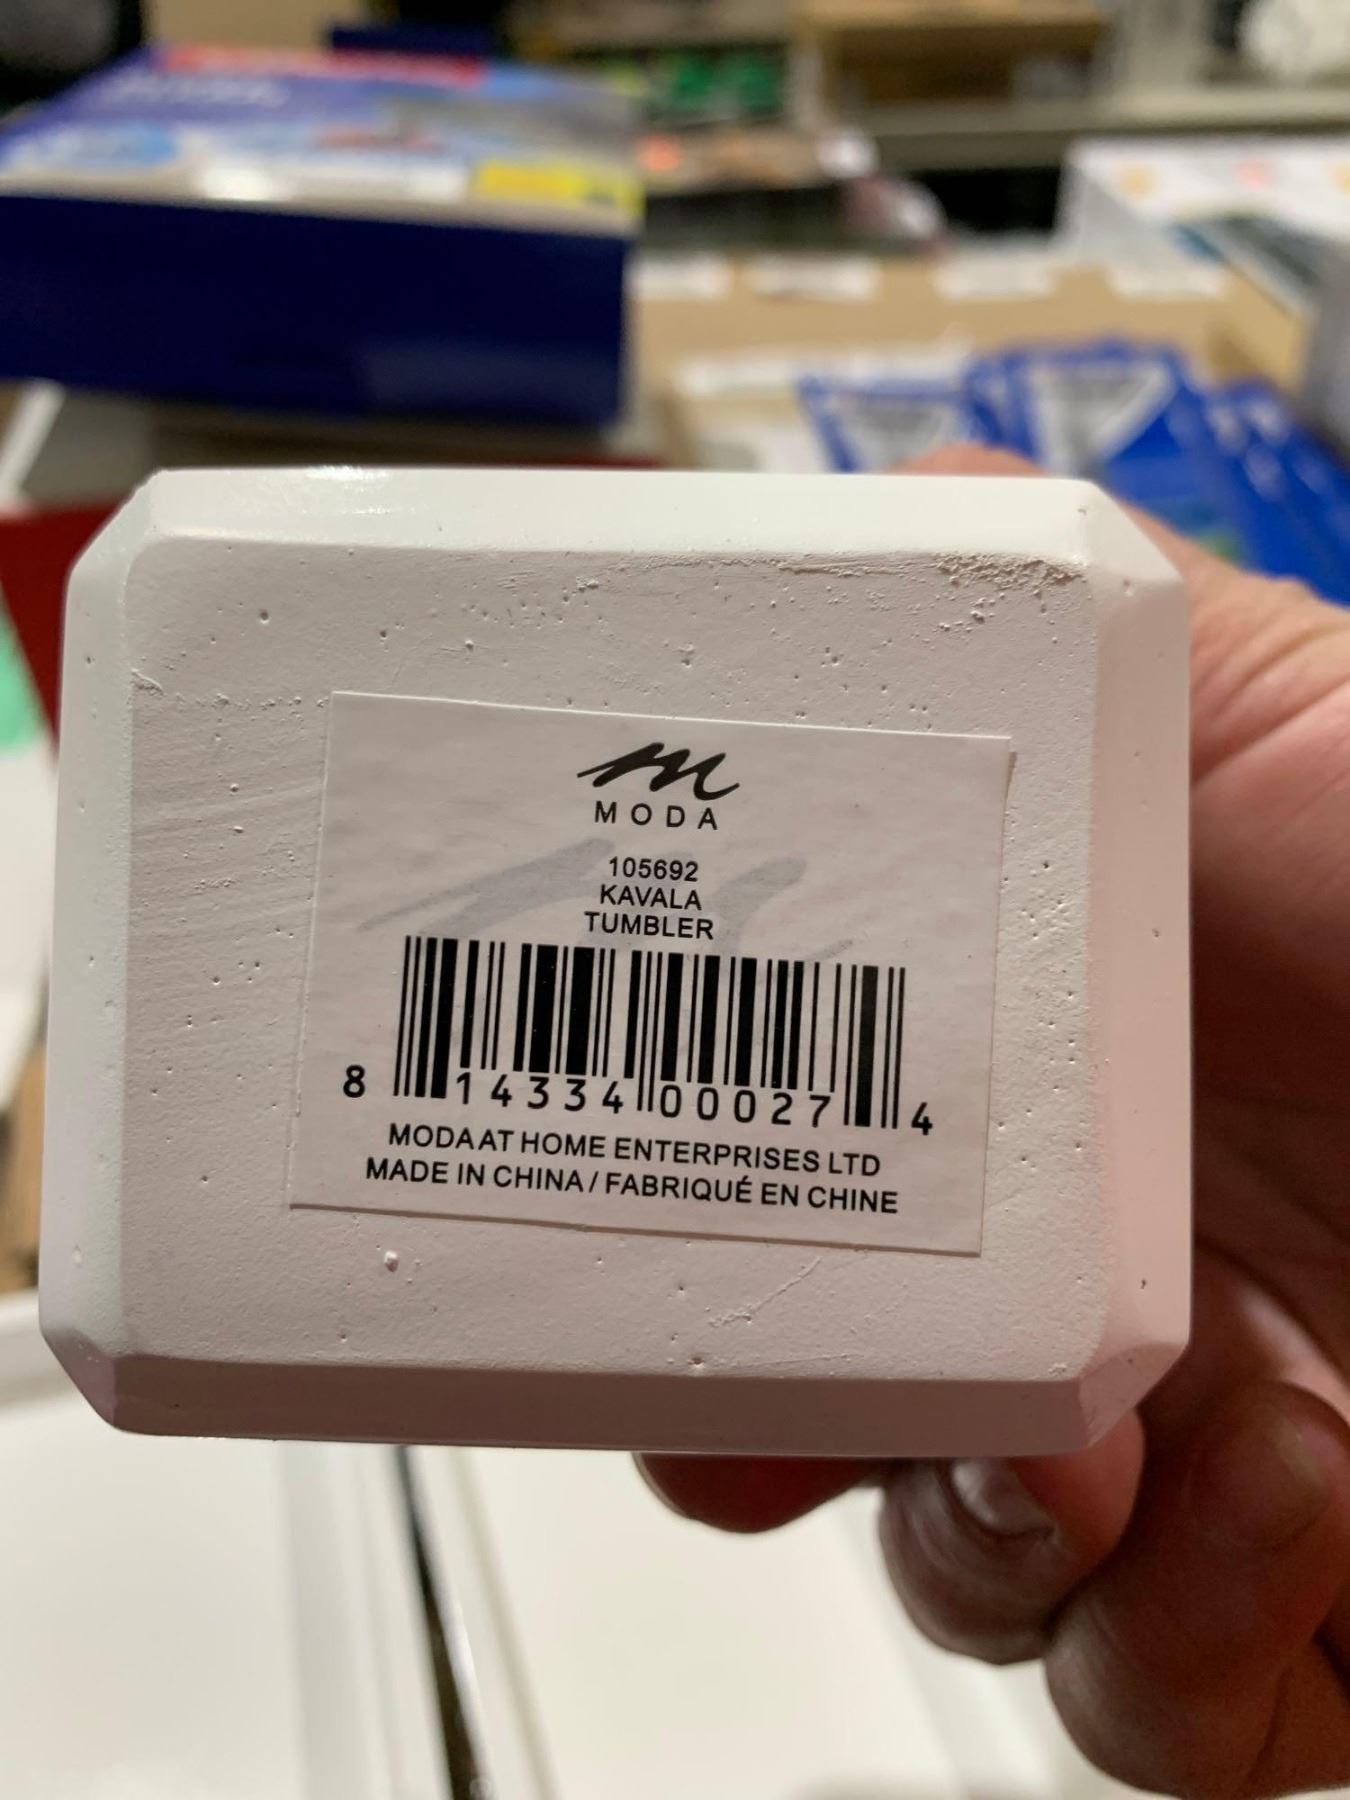 m
MODA
105692
KAVALA
TUMBLER
8 14334 00027 4
MODA AT HOME ENTERPRISES LTD
MADE IN CHINA / FABRIQUÉ EN CHINE